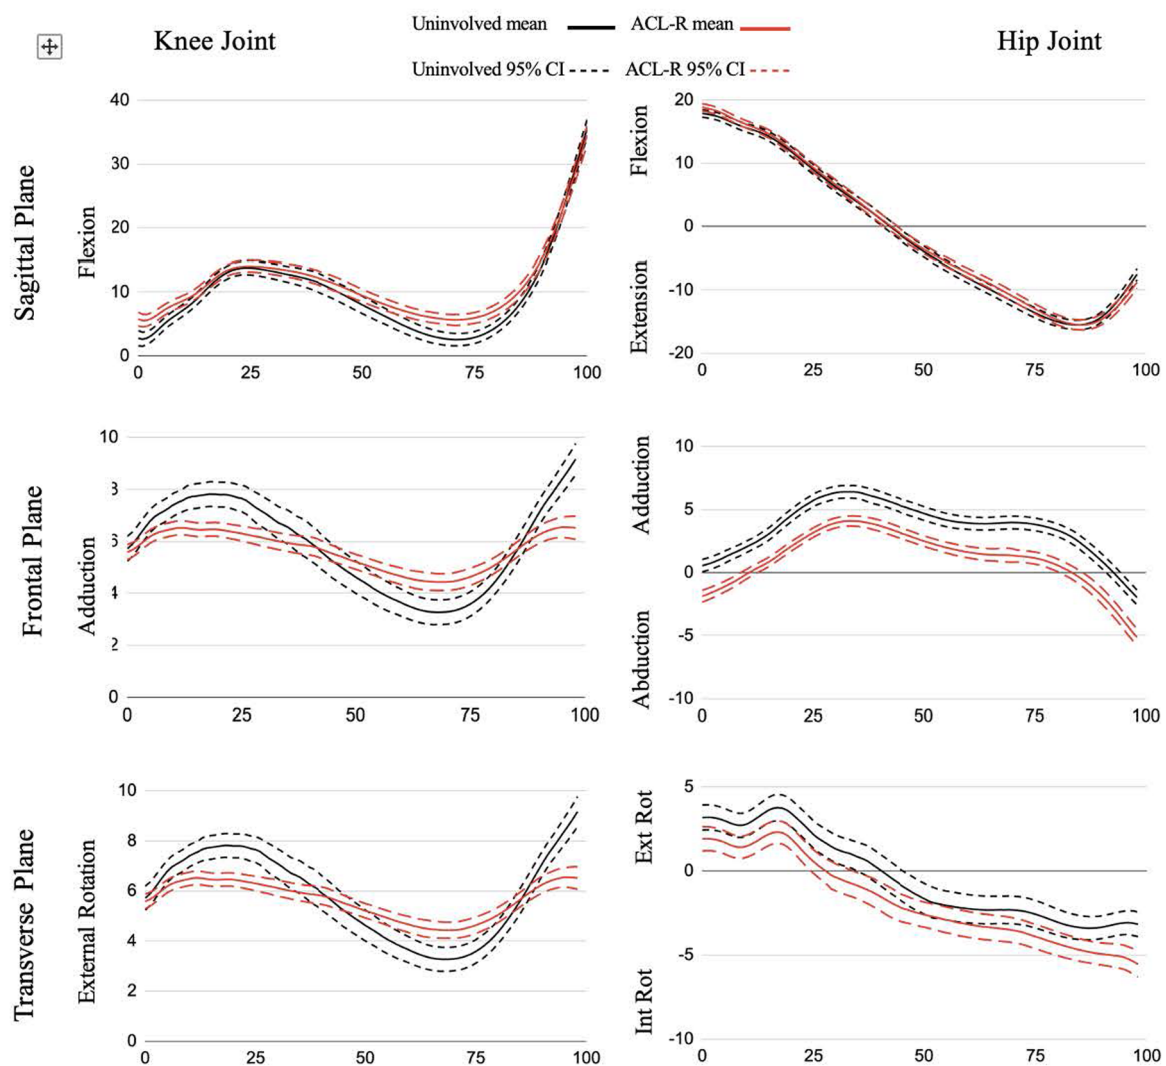 Uninvolved mean ACL-R mean
Knee Joint Hip Joint
Uninvolved 95% CI ACL-R 95% CI
Sagittal Plane
Flexion
40
30
20
10
0
0 25 50 75 100
Flexion
Extension
20
10
0
-10
-20
0 25 50 75 100
Frontal Plane
Adduction
10
8
6
4
2
0
0 25 50 75 100
Adduction
Abduction
10
5
0
-5
-10
0 25 50 75 100
Transverse Plane
External Rotation
10
8
6
4
2
0
0 25 50 75 100
Ext Rot
Int Rot
5
0
-5
-10
0 25 50 75 100